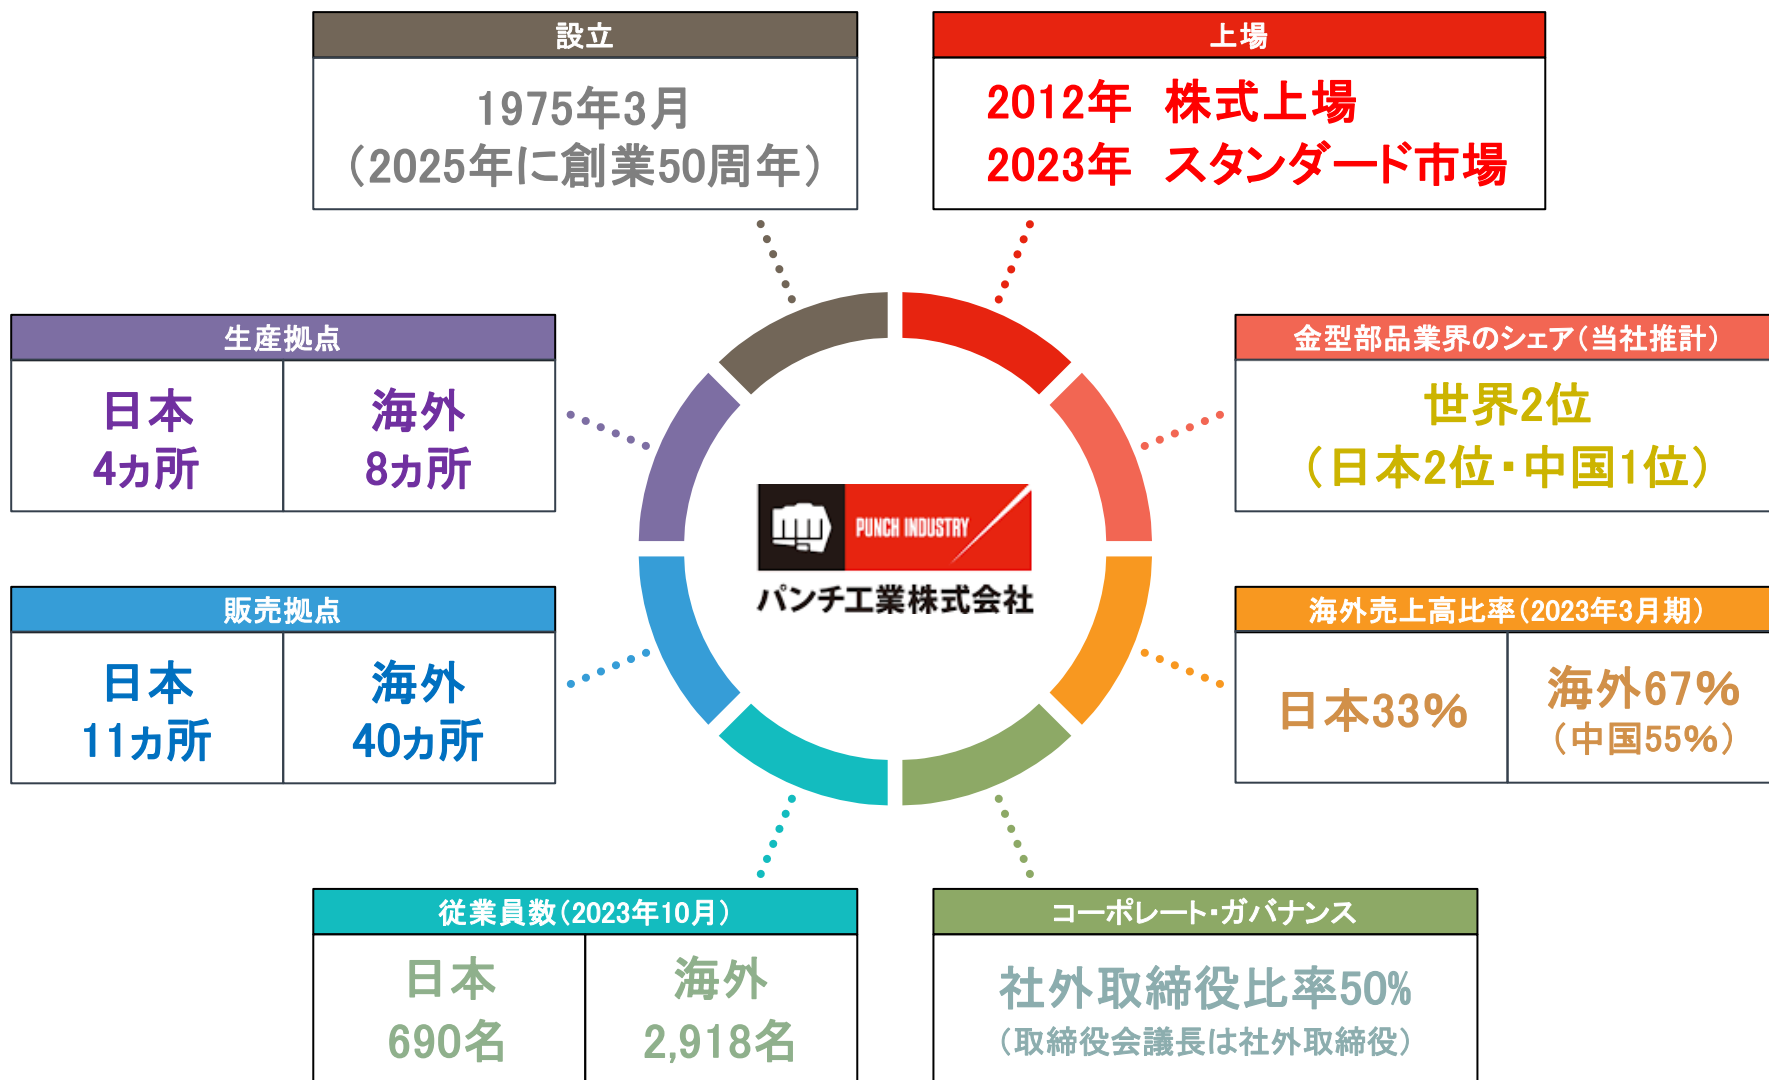 設立
1975年3月
（2025年に創業50周年）
上場
2012年　株式上場
2023年　スタンダード市場
生産拠点
日本
4ヵ所
海外
8ヵ所
金型部品業界のシェア（当社推計）
世界2位
（日本2位・中国1位）
PUNCH INDUSTRY
パンチ工業株式会社
販売拠点
日本
11ヵ所
海外
40ヵ所
海外売上高比率（2023年3月期）
日本33%
海外67%
（中国55%）
従業員数（2023年10月）
日本
690名
海外
2,918名
コーポレート・ガバナンス
社外取締役比率50%
（取締役会議長は社外取締役）